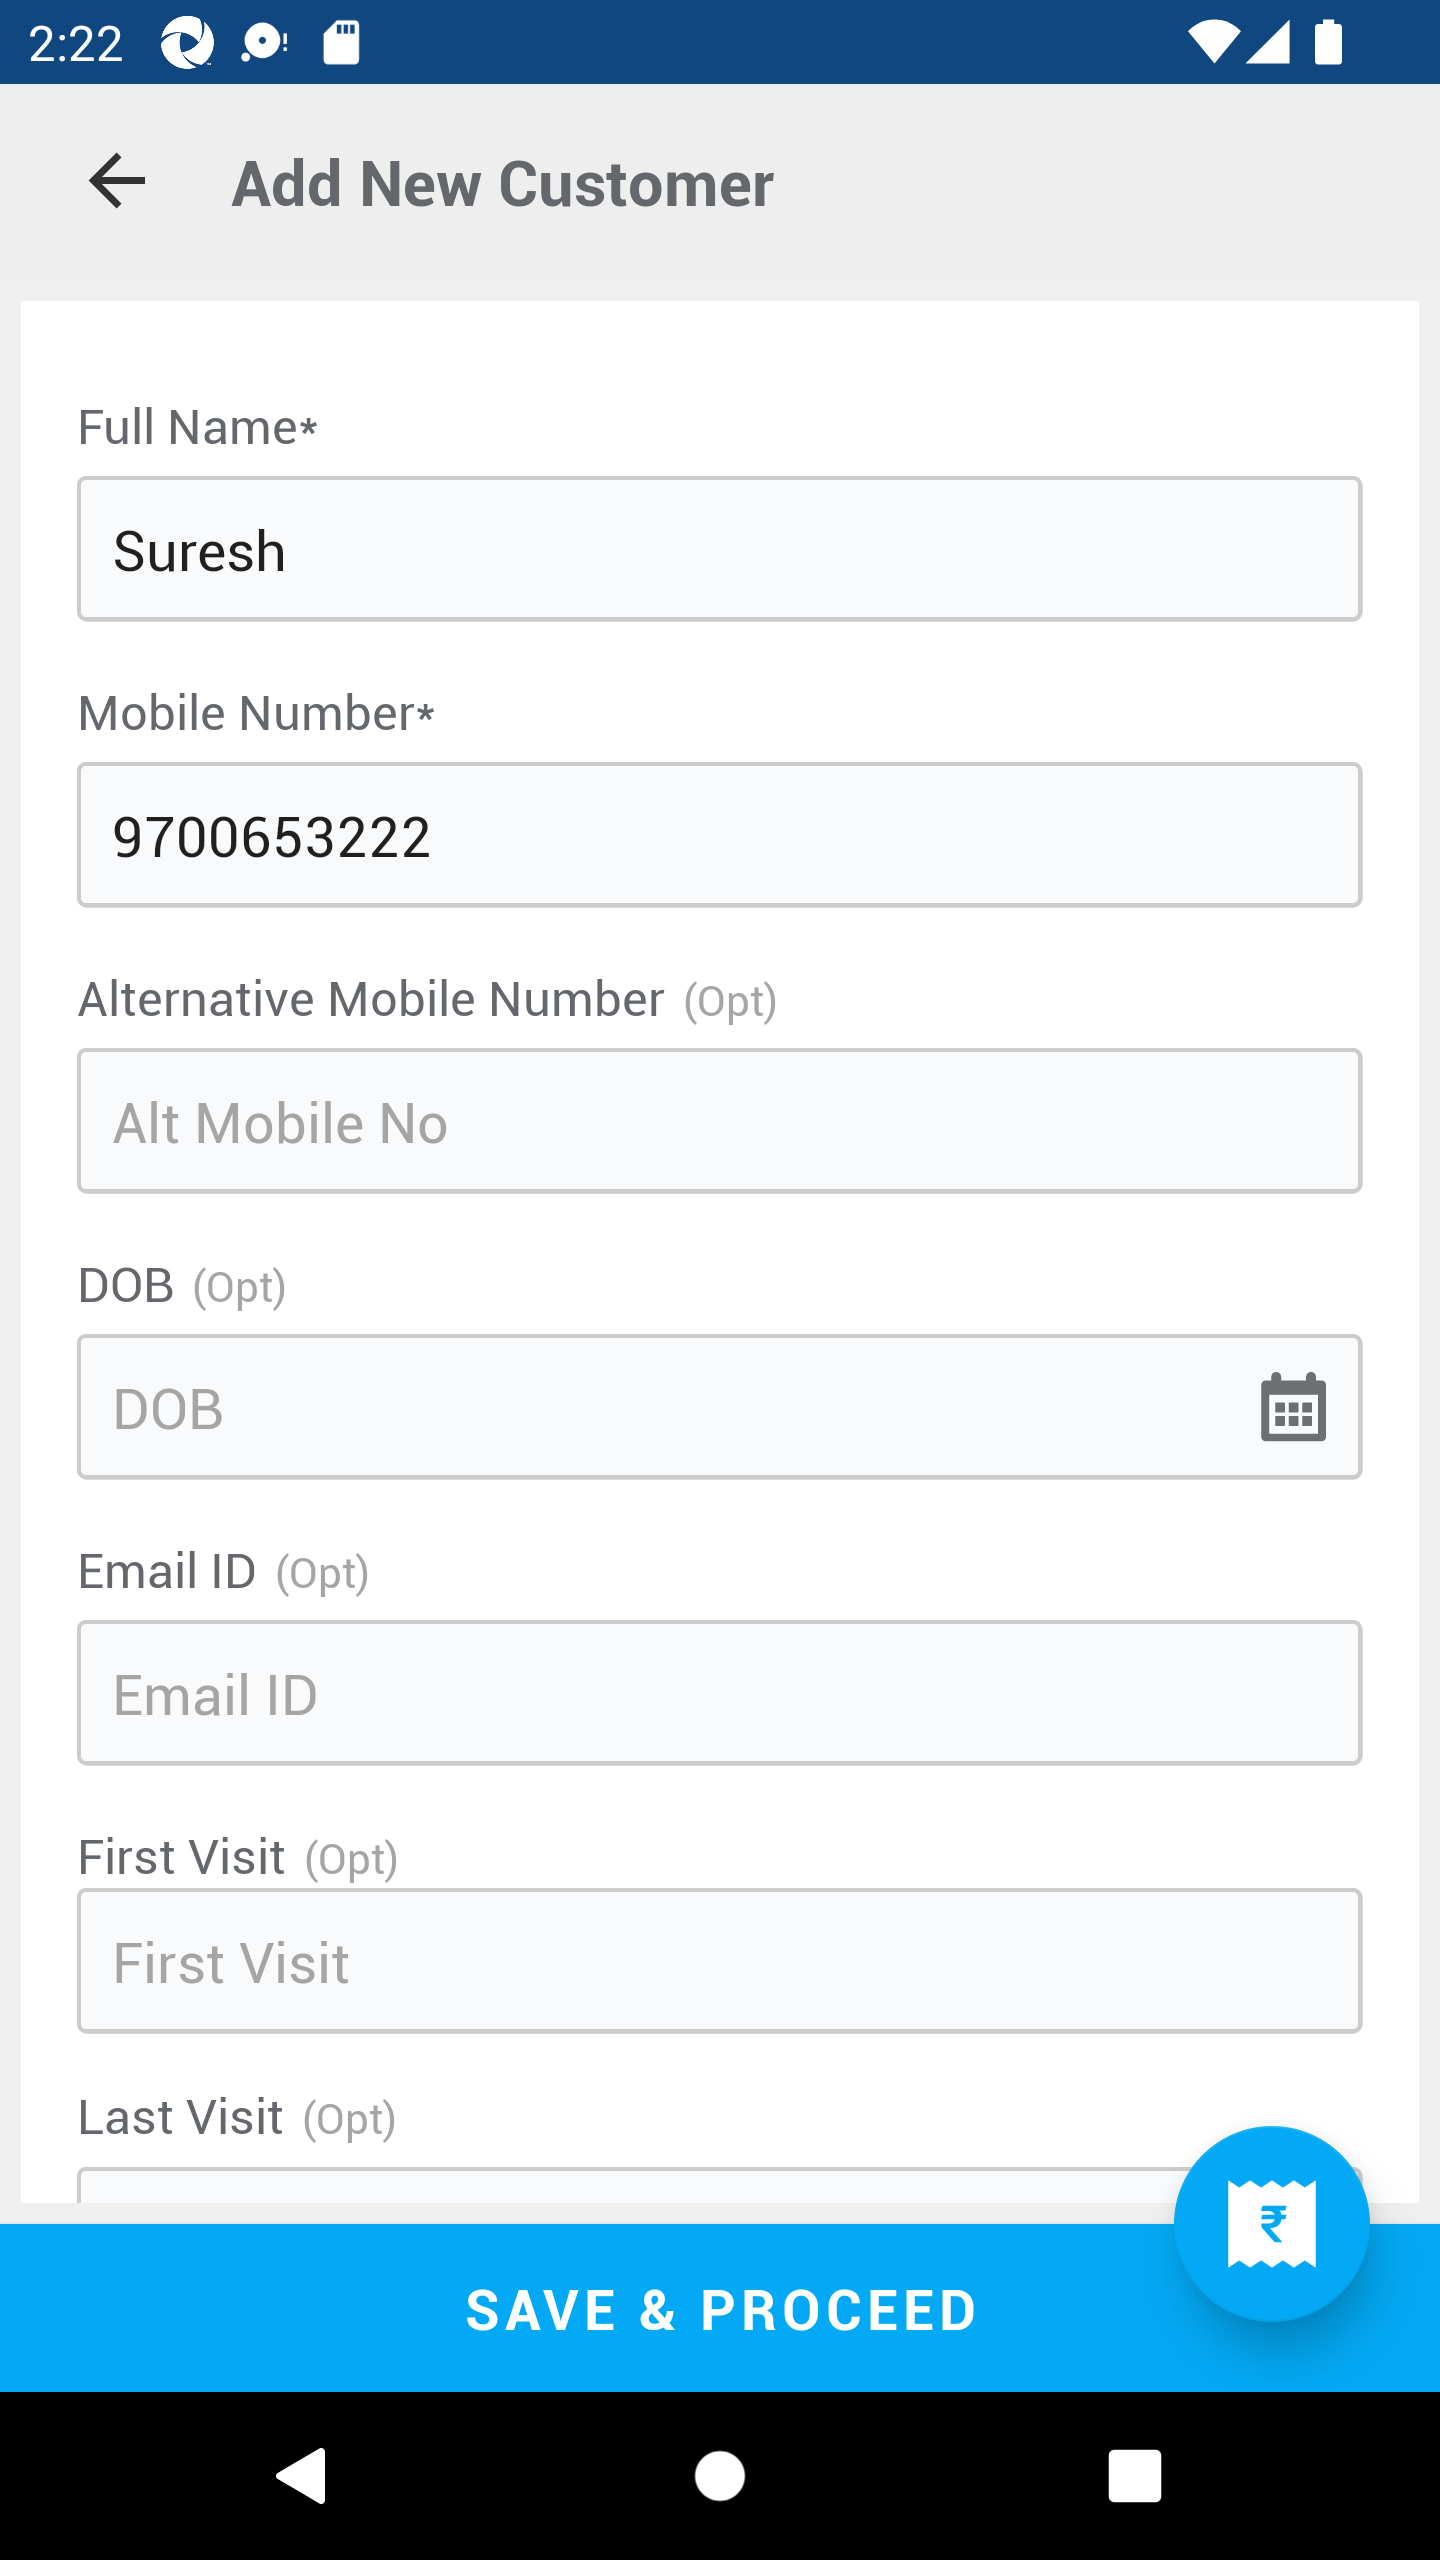 2:22
Add New Customer
Full Name*
Suresh
Mobile Number*
9700653222
Alternative Mobile Number (Opt)
Alt Mobile No
DOB (Opt)
DOB
Email ID (Opt)
Email ID
First Visit (Opt)
First Visit
Last Visit (Opt)
₹
SAVE & PROCEED